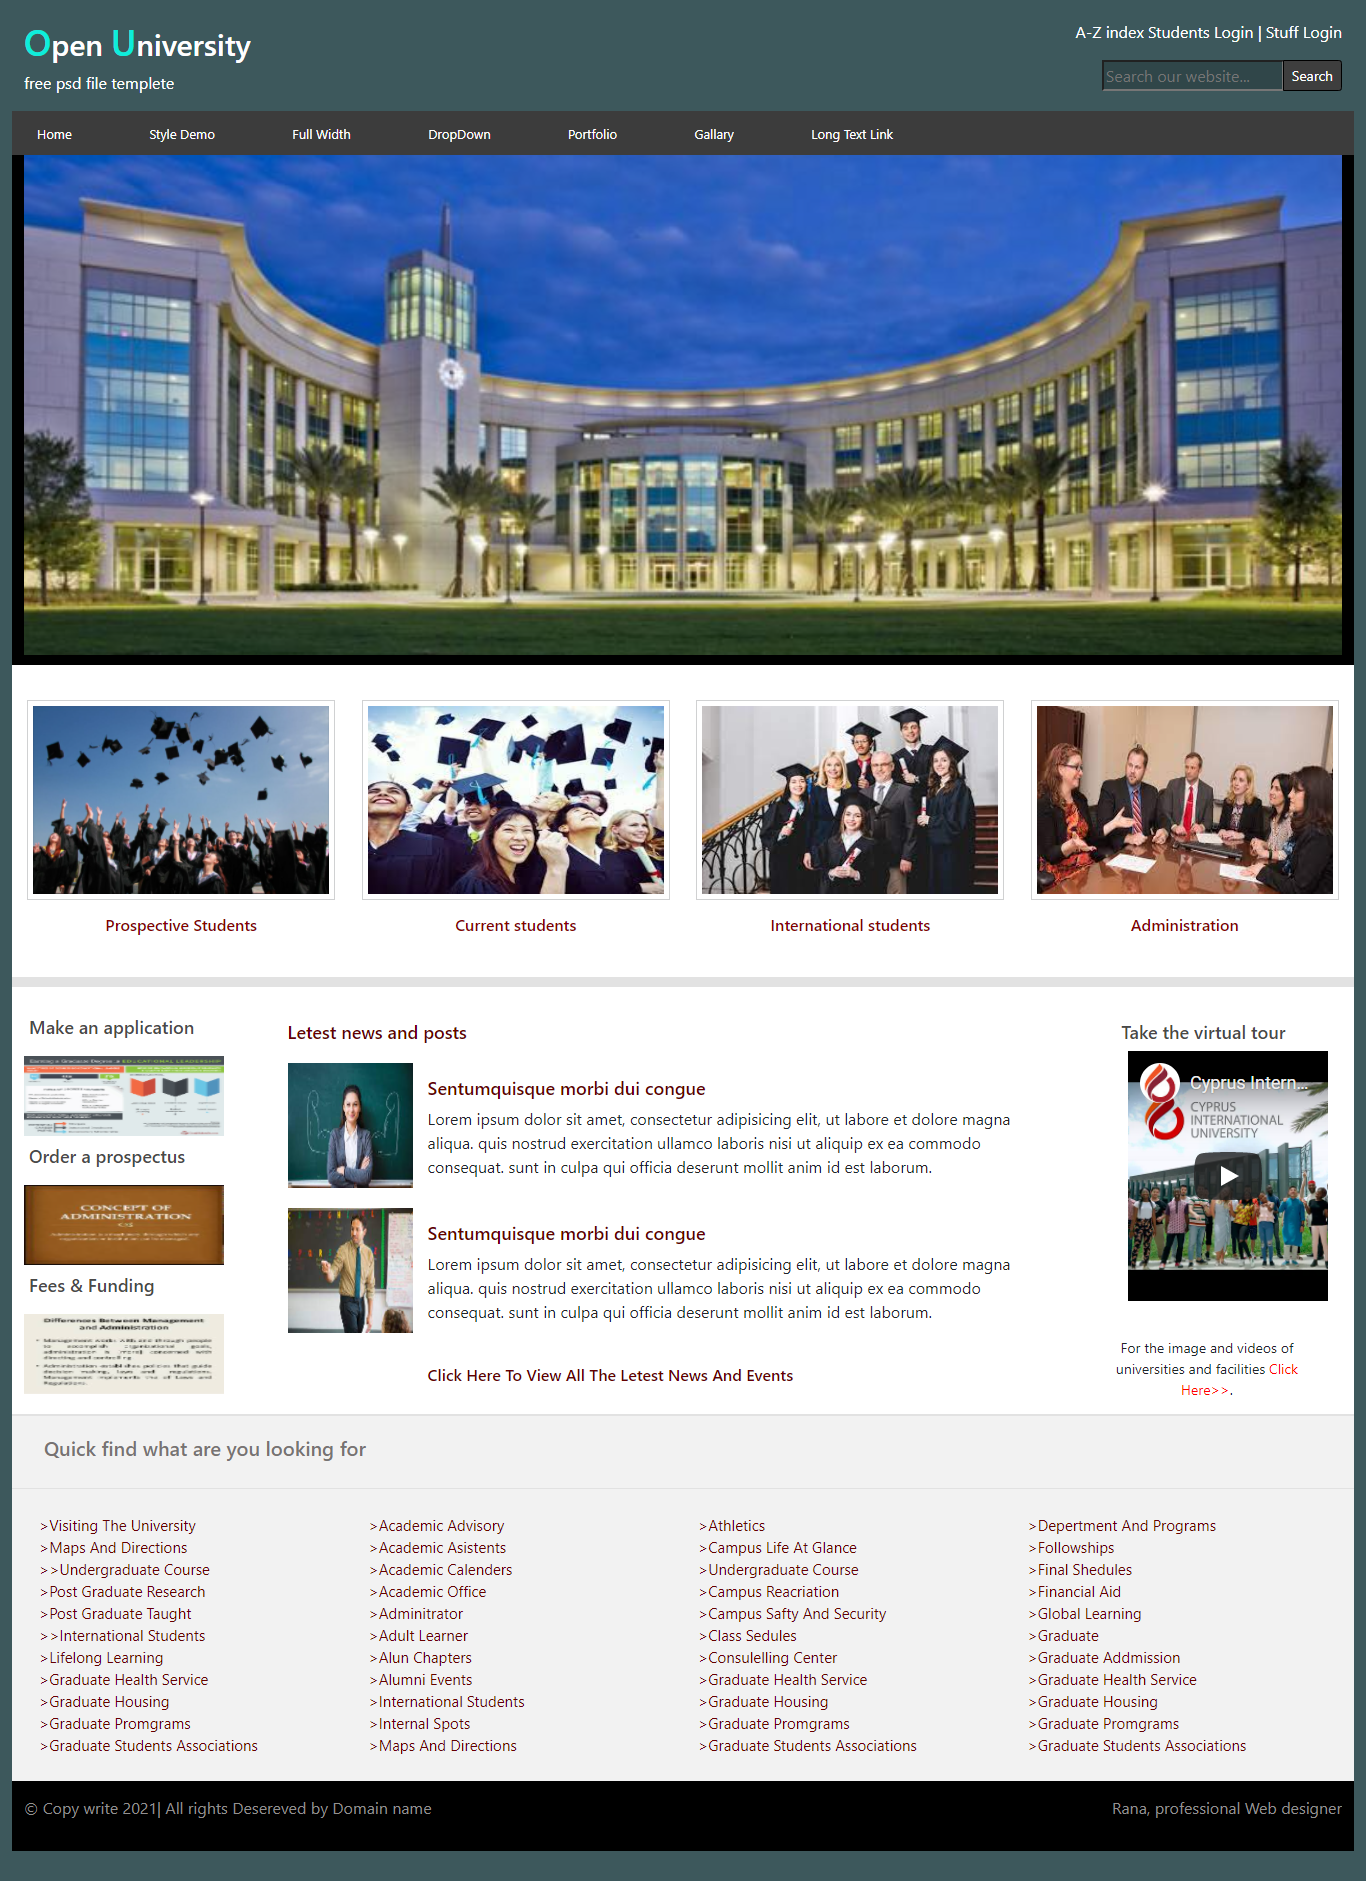 Open University
free psd file templete
A-Z index Students Login | Stuff Login
Search our website...
Search
Home
Style Demo
Full Width
DropDown
Portfolio
Gallary
Long Text Link
Prospective Students
Current students
International students
Administration
Make an application
EDUCATIONAL LEADERSHIP
Order a prospectus
CONCEPT OF
ADMINISTRATION
Fees & Funding
Differences Between Management
and Administration
Letest news and posts
Sentumquisque morbi dui congue
Lorem ipsum dolor sit amet, consectetur adipisicing elit, ut labore et dolore magna
aliqua. quis nostrud exercitation ullamco laboris nisi ut aliquip ex ea commodo
consequat. sunt in culpa qui officia deserunt mollit anim id est laborum.
Sentumquisque morbi dui congue
Lorem ipsum dolor sit amet, consectetur adipisicing elit, ut labore et dolore magna
aliqua. quis nostrud exercitation ullamco laboris nisi ut aliquip ex ea commodo
consequat. sunt in culpa qui officia deserunt mollit anim id est laborum.
Click Here To View All The Letest News And Events
Take the virtual tour
Cyprus Intern...
CYPRUS
INTERNATIONAL
UNIVERSITY
For the image and videos of
universities and facilities Click
Here>>.
Quick find what are you looking for
>Visiting The University
>Maps And Directions
>>Undergraduate Course
>Post Graduate Research
>Post Graduate Taught
>>International Students
>Lifelong Learning
>Graduate Health Service
>Graduate Housing
>Graduate Promgrams
>Graduate Students Associations
>Academic Advisory
>Academic Asistents
>Academic Calenders
>Academic Office
>Adminitrator
>Adult Learner
>Alun Chapters
>Alumni Events
>International Students
>Internal Spots
>Maps And Directions
>Athletics
>Campus Life At Glance
>Undergraduate Course
>Campus Reacriation
>Campus Safty And Security
>Class Sedules
>Consulelling Center
>Graduate Health Service
>Graduate Housing
>Graduate Promgrams
>Graduate Students Associations
>Depertment And Programs
>Followships
>Final Shedules
>Financial Aid
>Global Learning
>Graduate
>Graduate Addmission
>Graduate Health Service
>Graduate Housing
>Graduate Promgrams
>Graduate Students Associations
© Copy write 2021| All rights Desereved by Domain name
Rana, professional Web designer